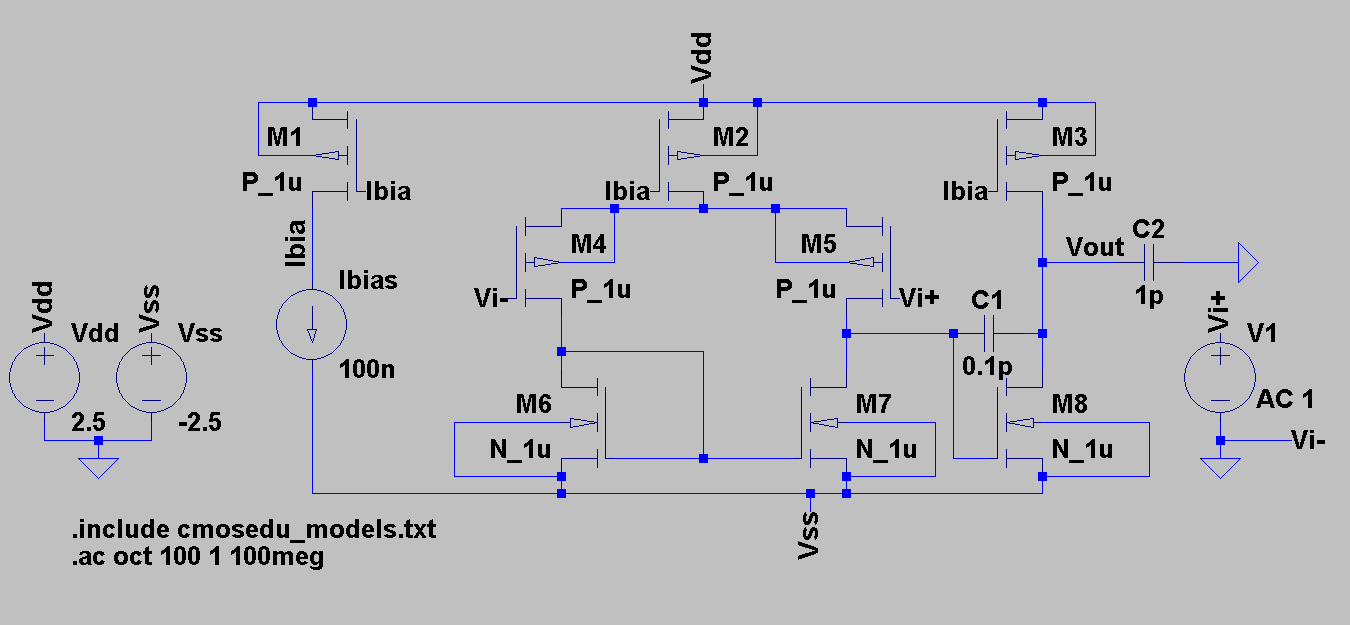 Vdd
M1
M2
M3
P_1u
Ibia
Ibia
P_1u
Ibia
P_1u
Ibia
M4
M5
Vout
C2
Vdd
Vss
Ibias
Vi-
P_1u
P_1u
Vi+
C1
1p
Vi+
Vdd
Vss
V1
100n
0.1p
2.5
-2.5
M6
M7
M8
AC 1
N_1u
N_1u
N_1u
Vi-
Vss
.include cmosedu_models.txt
.ac oct 100 1 100meg